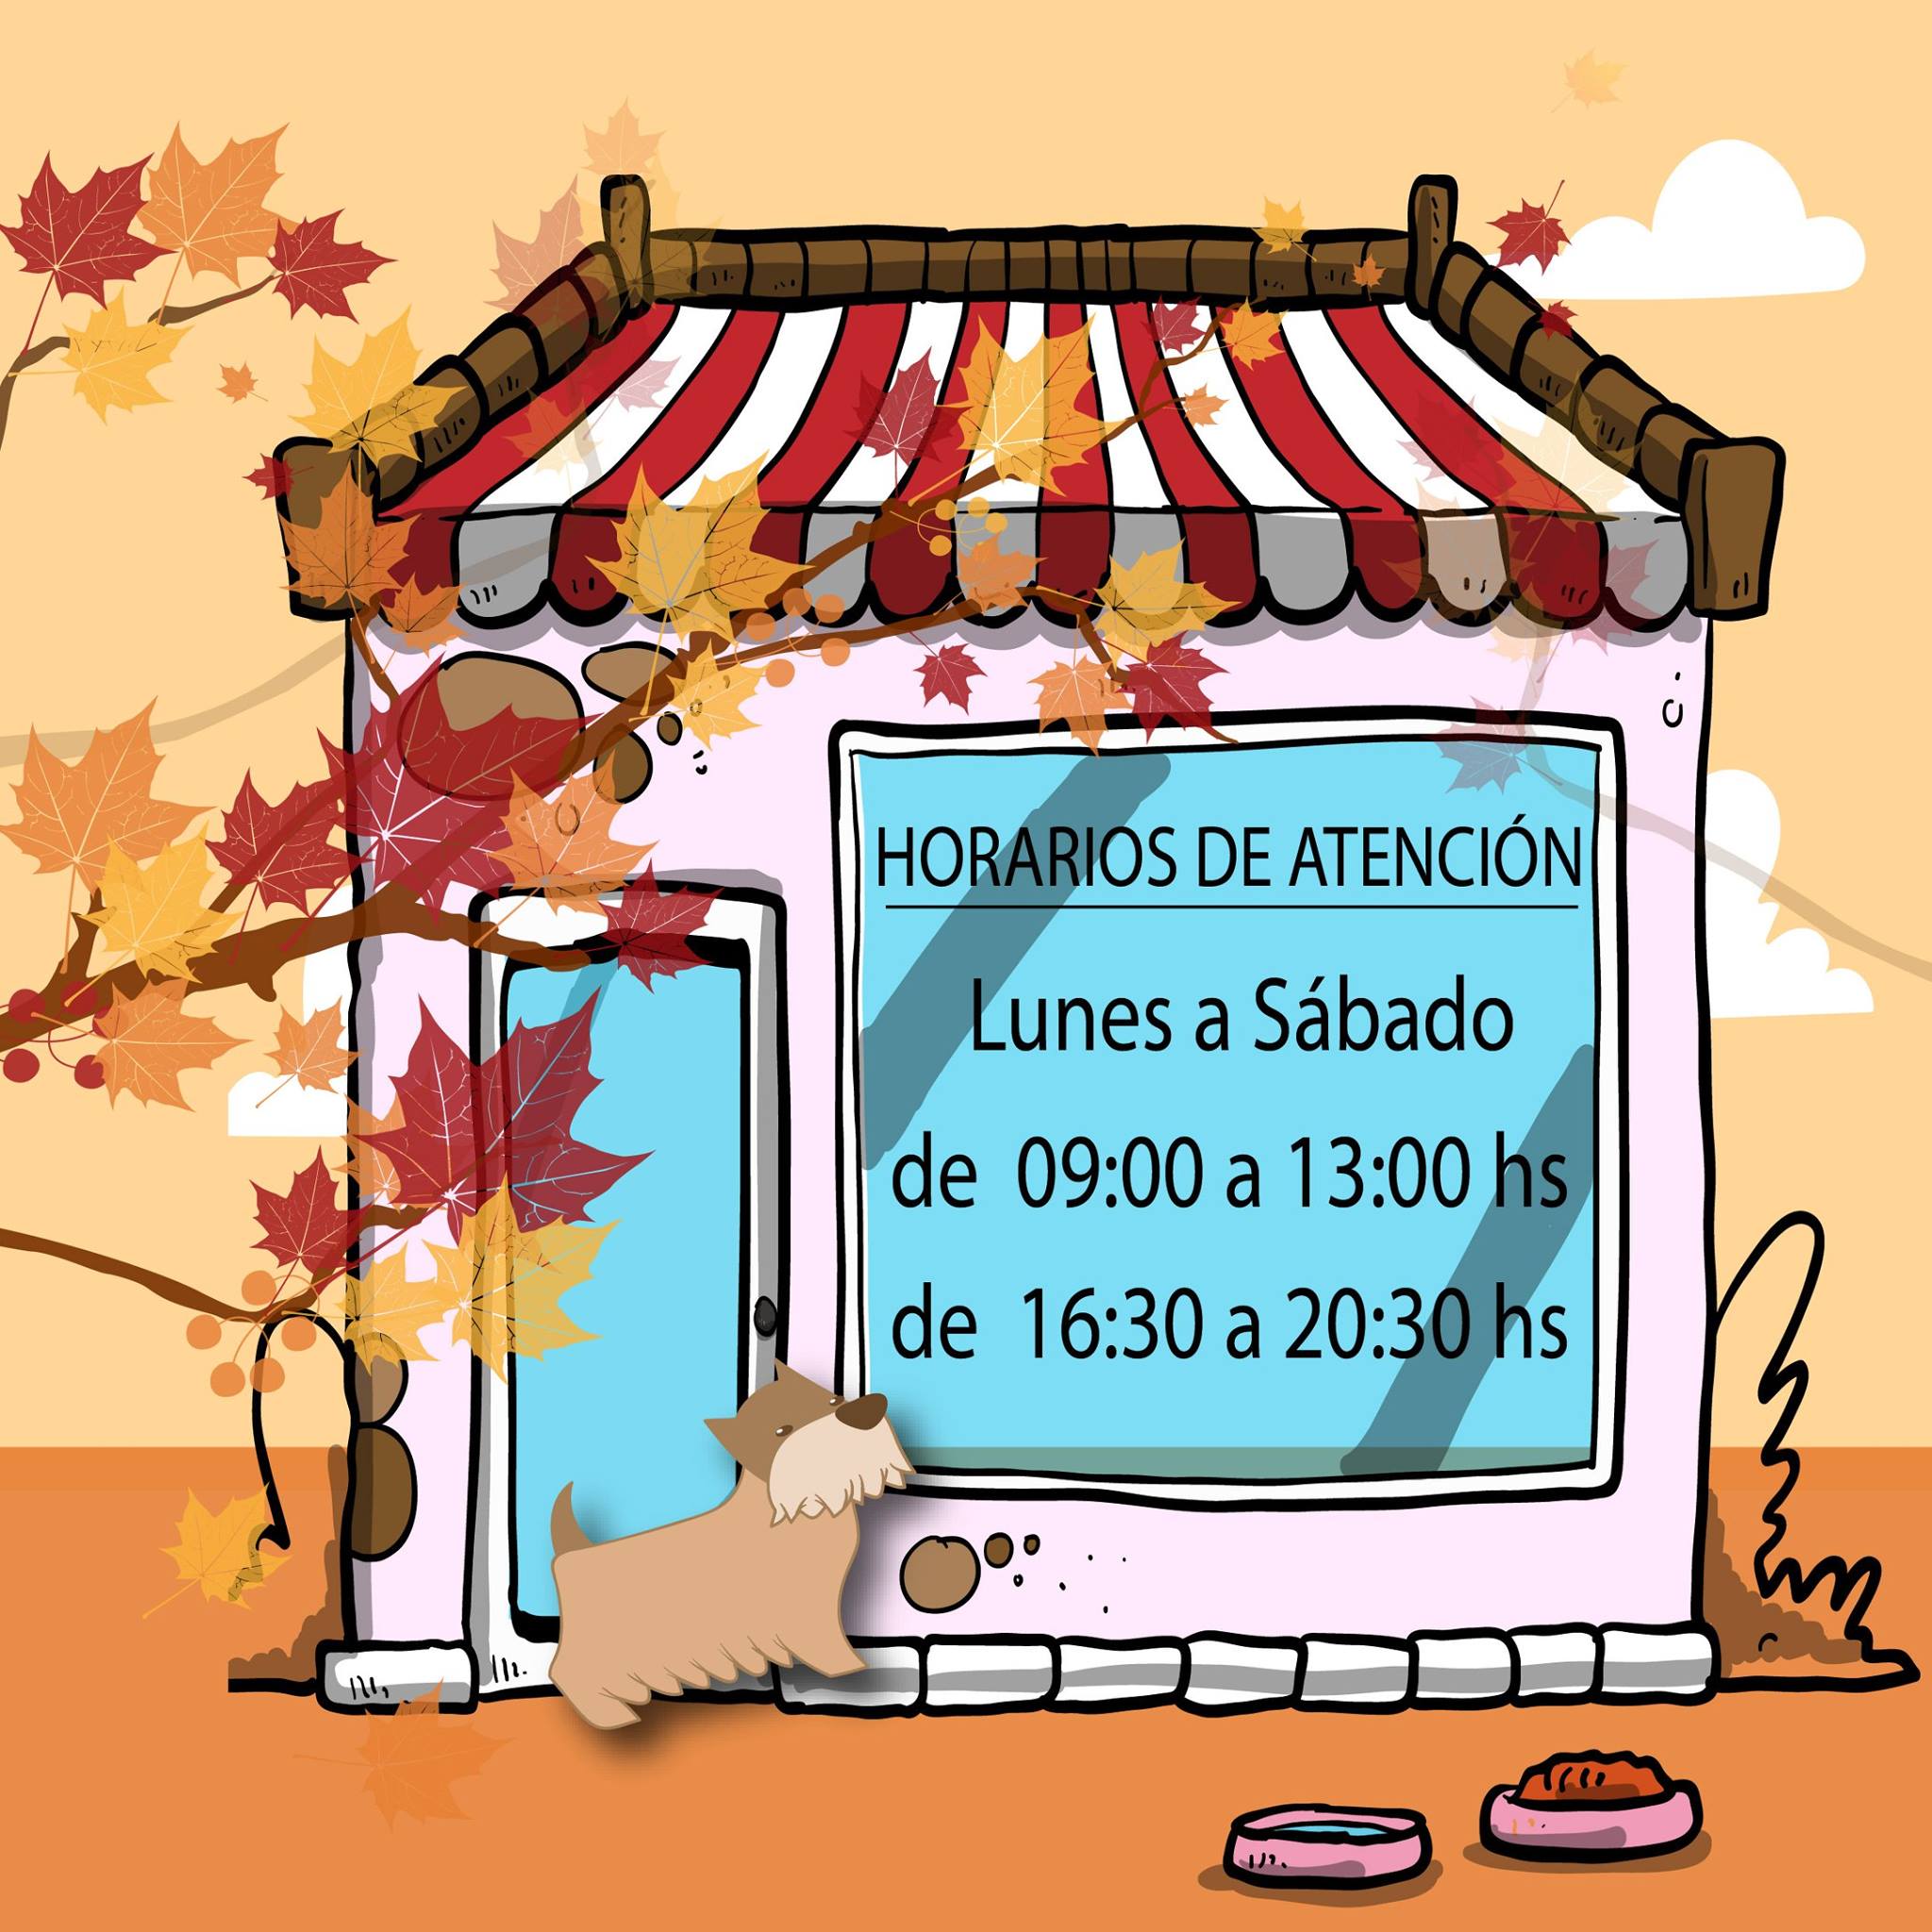 HORARIOS DE ATENCIÓN
Lunes a Sábado
de 09:00 a 13:00 hs
de 16:30 a 20:30 hs